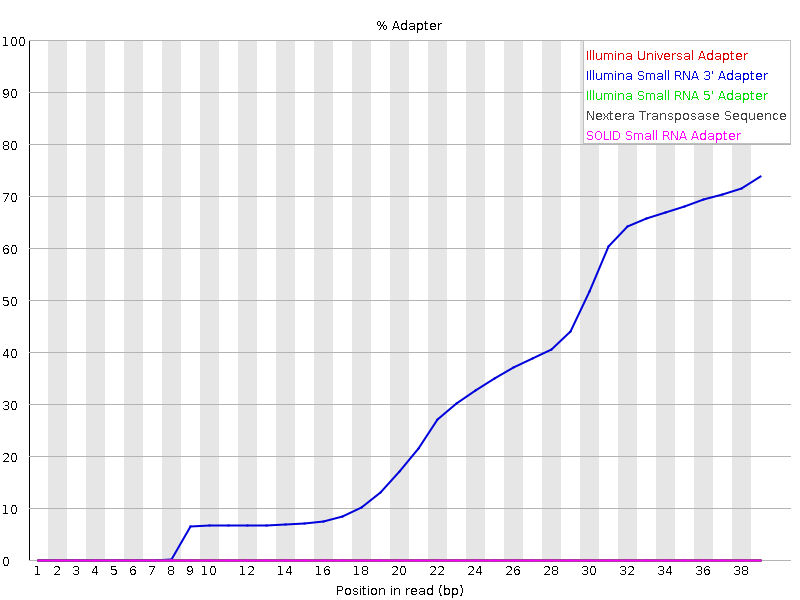 % Adapter
100
90
80
70
60
50
40
30
20
10
0
Illumina Universal Adapter
Illumina Small RNA 3' Adapter
Illumina Small RNA 5' Adapter
Nextera Transposase Sequence
SOLID Small RNA Adapter
1 2 3 4 5 6 7 8 9 10 12 14 16 18 20 22 24 26 28 30 32 34 36 38
Position in read (bp)